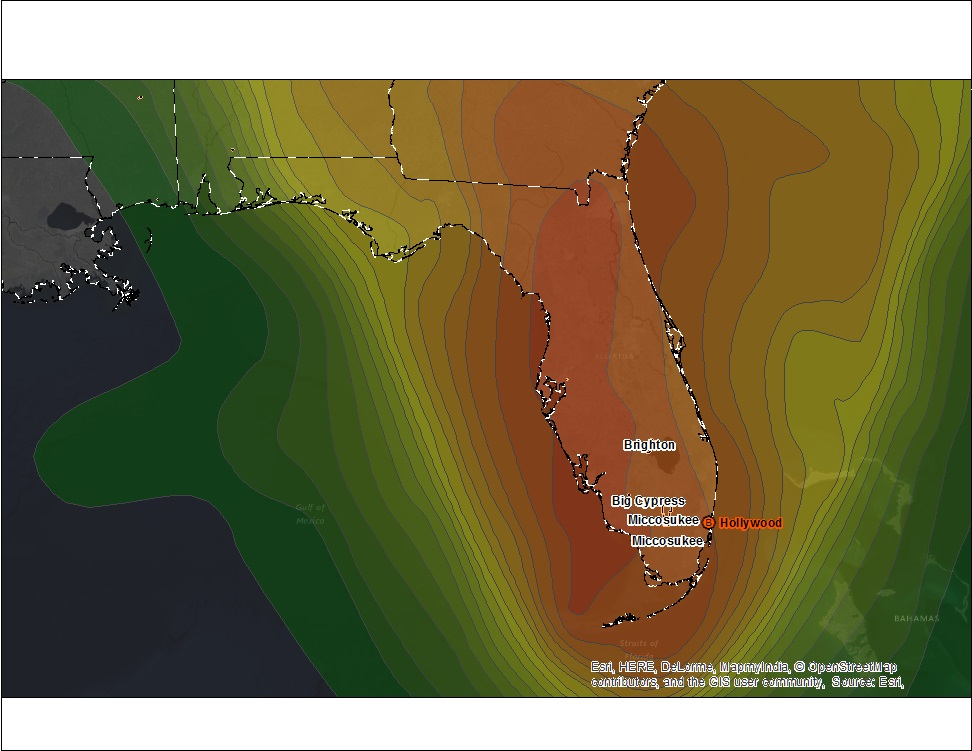 FLORIDA
Brighton
Big Cypress
Miccosukee B Hollywood
Miccosukee
Gulf of
Mexico
BAHAMAS
Straits of
Florida
Esri, HERE, DeLorme, MapmyIndia, © OpenStreetMap
contributors, and the GIS user community, Source: Esri,